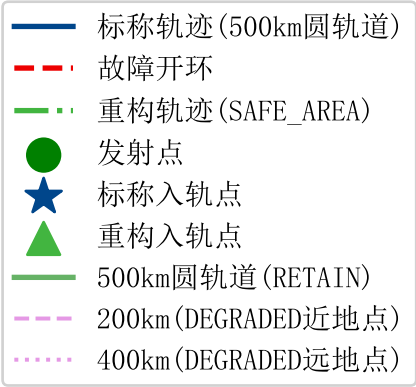 标称轨迹(500km圆轨道)
故障开环
重构轨迹(SAFE_AREA)
发射点
标称入轨点
重构入轨点
500km圆轨道(RETAIN)
200km(DEGRADED近地点)
400km(DEGRADED远地点)